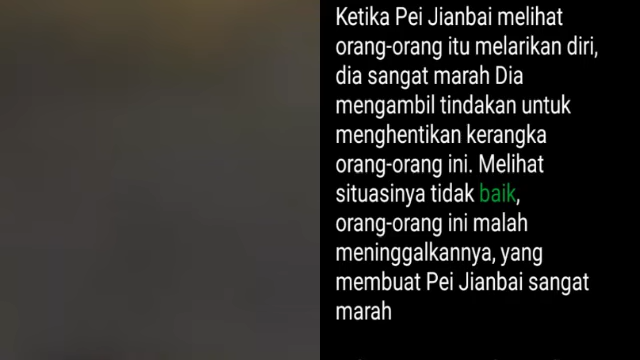 Ketika Pei Jianbai melihat
orang-orang itu melarikan diri,
dia sangat marah Dia
mengambil tindakan untuk
menghentikan kerangka
orang-orang ini. Melihat
situasinya tidak baik,
orang-orang ini malah
meninggalkannya, yang
membuat Pei Jianbai sangat
marah